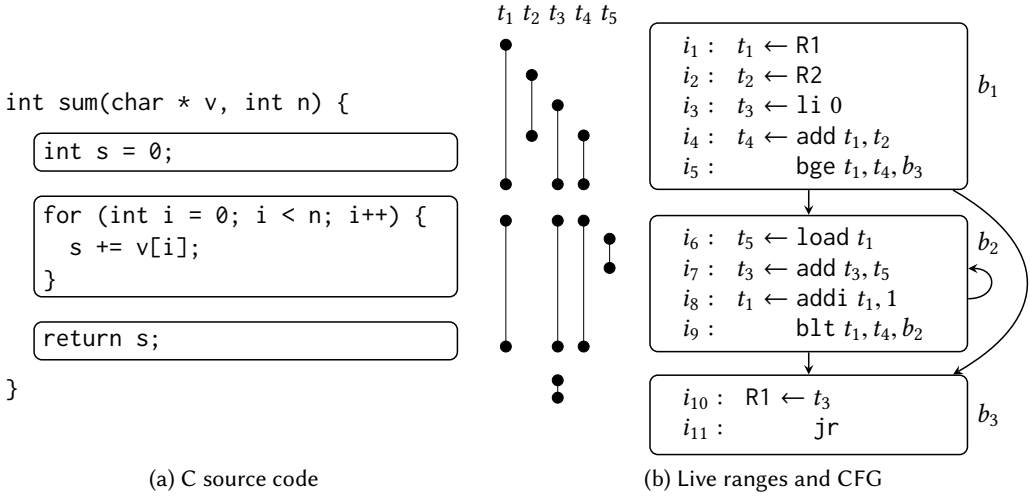 int sum(char * v, int n) {
int s = 0;
for (int i = 0; i < n; i++) {
s += v[i];
}
return s;
}
(a) C source code
t₁ t₂ t₃ t₄ t₅
i₁ : t₁ ← R1
i₂ : t₂ ← R2
i₃ : t₃ ← li 0
i₄ : t₄ ← add t₁, t₂
i₅ : bge t₁, t₄, b₃
b₁
i₆ : t₅ ← load t₁
i₇ : t₃ ← add t₃, t₅
i₈ : t₁ ← addi t₁, 1
i₉ : blt t₁, t₄, b₂
b₂
i₁₀ : R1 ← t₃
i₁₁ : jr
b₃
(b) Live ranges and CFG